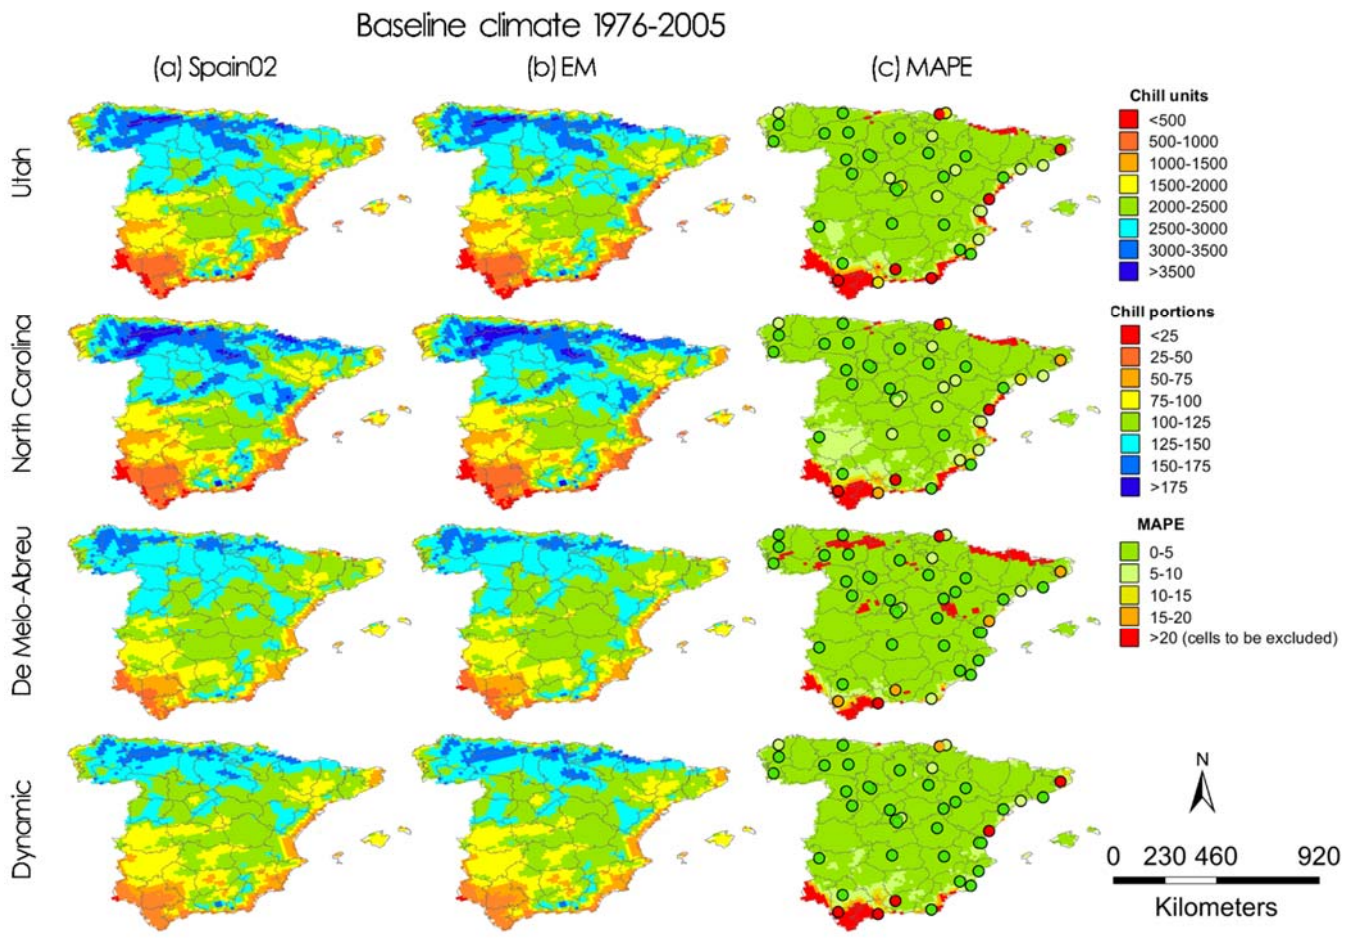 Baseline climate 1976-2005
(a) Spain02
(b) EM
(c) MAPE
Utah
North Carolina
De Melo-Abreu
Dynamic
Chill units
<500
500-1000
1000-1500
1500-2000
2000-2500
2500-3000
3000-3500
>3500
Chill portions
<25
25-50
50-75
75-100
100-125
125-150
150-175
>175
MAPE
0-5
5-10
10-15
15-20
>20 (cells to be excluded)
N
0 230 460 920
Kilometers